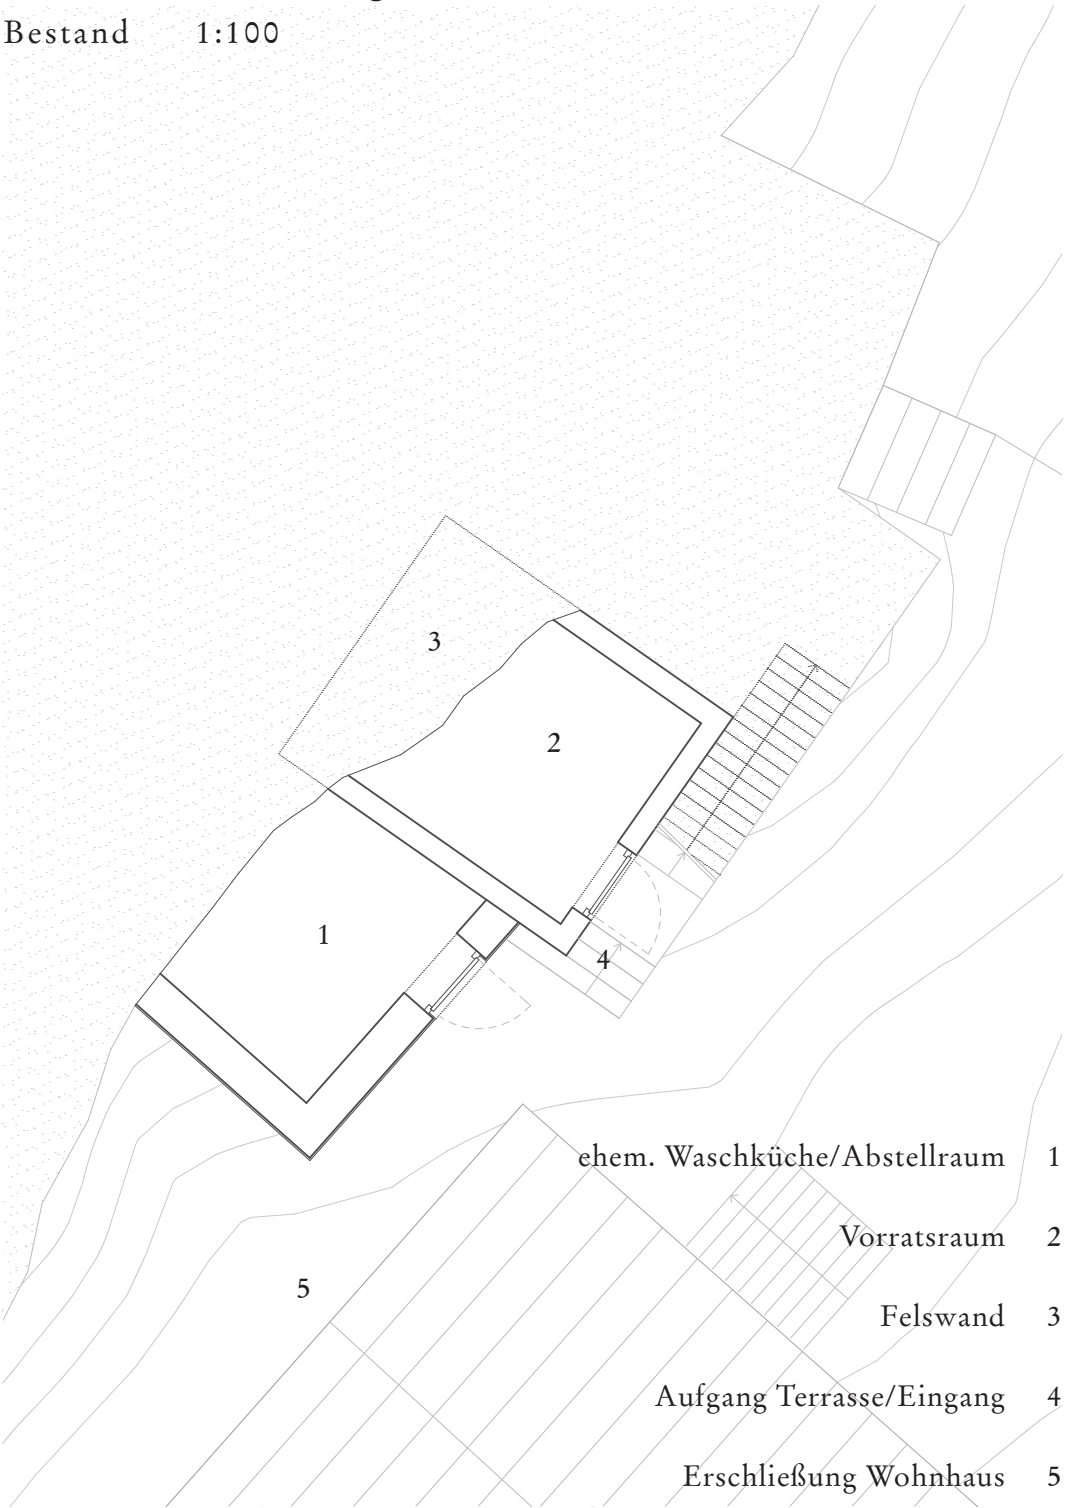 Bestand 1:100
3
2
1
4
5
ehem. Waschküche/Abstellraum 1
Vorratsraum 2
Felswand 3
Aufgang Terrasse/Eingang 4
Erschließung Wohnhaus 5